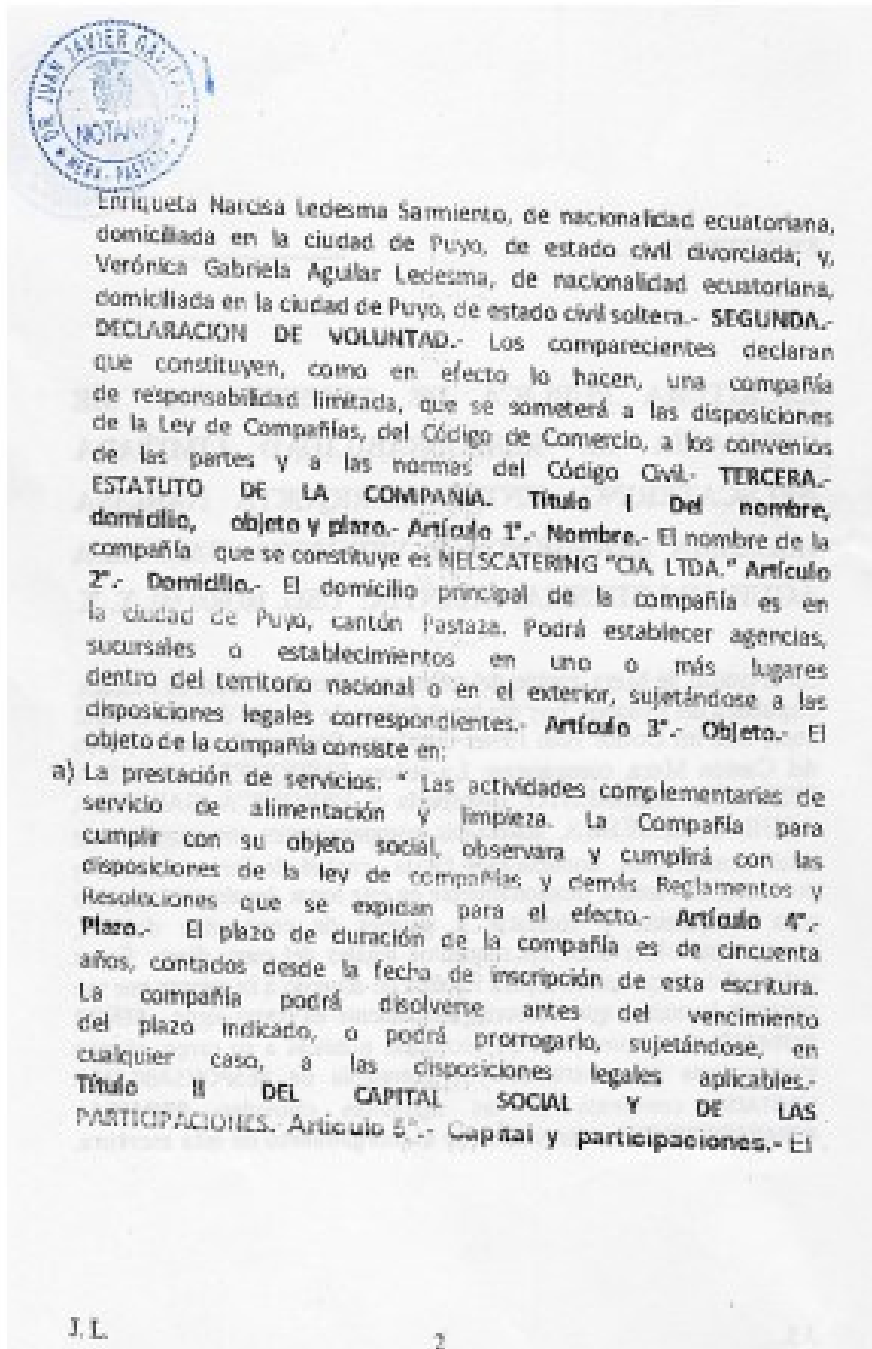 DR. JUAN JAVIER
NOTARIO
MERA - PASTAZA
Enriqueta Narcisa Ledesma Sarmiento, de nacionalidad ecuatoriana,
domiciliada en la ciudad de Puyo, de estado civil divorciada; y,
Verónica Gabriela Aguilar Ledesma, de nacionalidad ecuatoriana,
domiciliada en la ciudad de Puyo, de estado civil soltera.- SEGUNDA.-
DECLARACION DE VOLUNTAD.- Los comparecientes declaran
que constituyen, como en efecto lo hacen, una compañía
de responsabilidad limitada, que se someterá a las disposiciones
de la Ley de Compañías, del Código de Comercio, a los convenios
de las partes y a las normas del Código Civil.- TERCERA.-
ESTATUTO DE LA COMPAÑÍA. Título I Del nombre,
domicilio, objeto y plazo.- Artículo 1°.- Nombre.- El nombre de la
compañía que se constituye es NELSCATERING "CIA. LTDA." Artículo
2°.- Domicilio.- El domicilio principal de la compañía es en
la ciudad de Puyo, cantón Pastaza. Podrá establecer agencias,
sucursales o establecimientos en uno o más lugares
dentro del territorio nacional o en el exterior, sujetándose a las
disposiciones legales correspondientes.- Artículo 3°.- Objeto.- El
objeto de la compañía consiste en:
a) La prestación de servicios: " Las actividades complementarias de
servicio de alimentación y limpieza. La Compañía para
cumplir con su objeto social, observara y cumplirá con las
disposiciones de la ley de compañías y demás Reglamentos y
Resoluciones que se expidan para el efecto.- Artículo 4°.-
Plazo.- El plazo de duración de la compañía es de cincuenta
años, contados desde la fecha de inscripción de esta escritura.
La compañía podrá disolverse antes del vencimiento
del plazo indicado, o podrá prorrogarlo, sujetándose, en
cualquier caso, a las disposiciones legales aplicables.-
Título II DEL CAPITAL SOCIAL Y DE LAS
PARTICIPACIONES. Artículo 5°.- Capital y participaciones.- El
J. L.
2